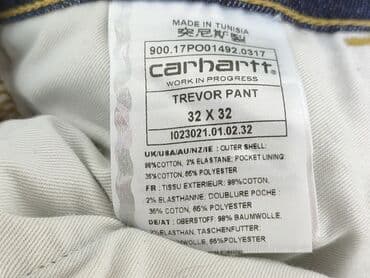 MADE IN TUNISIA
突尼斯製
900.17PO01492.0317
carhartt
WORK IN PROGRESS
TREVOR PANT
32 X 32
I023021.01.02.32
UK/USA/AU/NZ/IE : OUTER SHELL:
98%COTTON, 2% ELASTANE; POCKET LINING:
35%COTTON, 65% POLYESTER
FR : TISSU EXTERIEUR: 98%COTON,
2% ELASTHANNE; DOUBLURE POCHE :
35% COTON, 65% POLYESTER
DE/AT : OBERSTOFF: 98% BAUMWOLLE,
2%ELASTHAN, TASCHENFUTTER:
65% POLYESTER